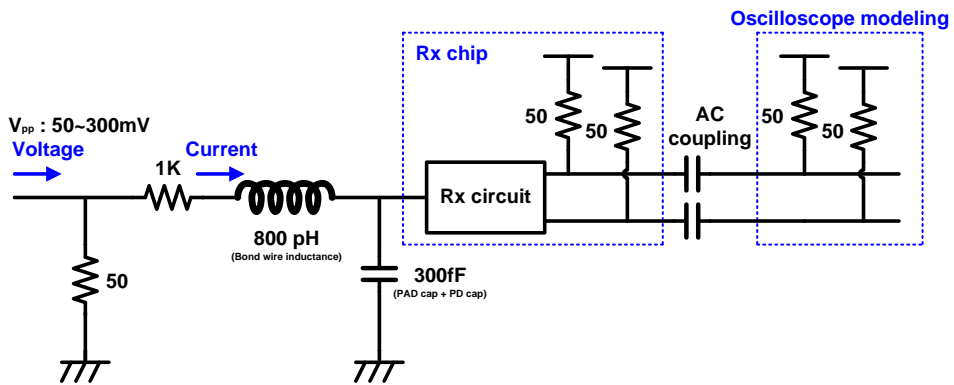 Oscilloscope modeling
Rx chip
V_pp : 50~300mV
Voltage
Current
1K
50
50
AC
coupling
50
50
Rx circuit
800 pH
(Bond wire inductance)
50
300fF
(PAD cap + PD cap)